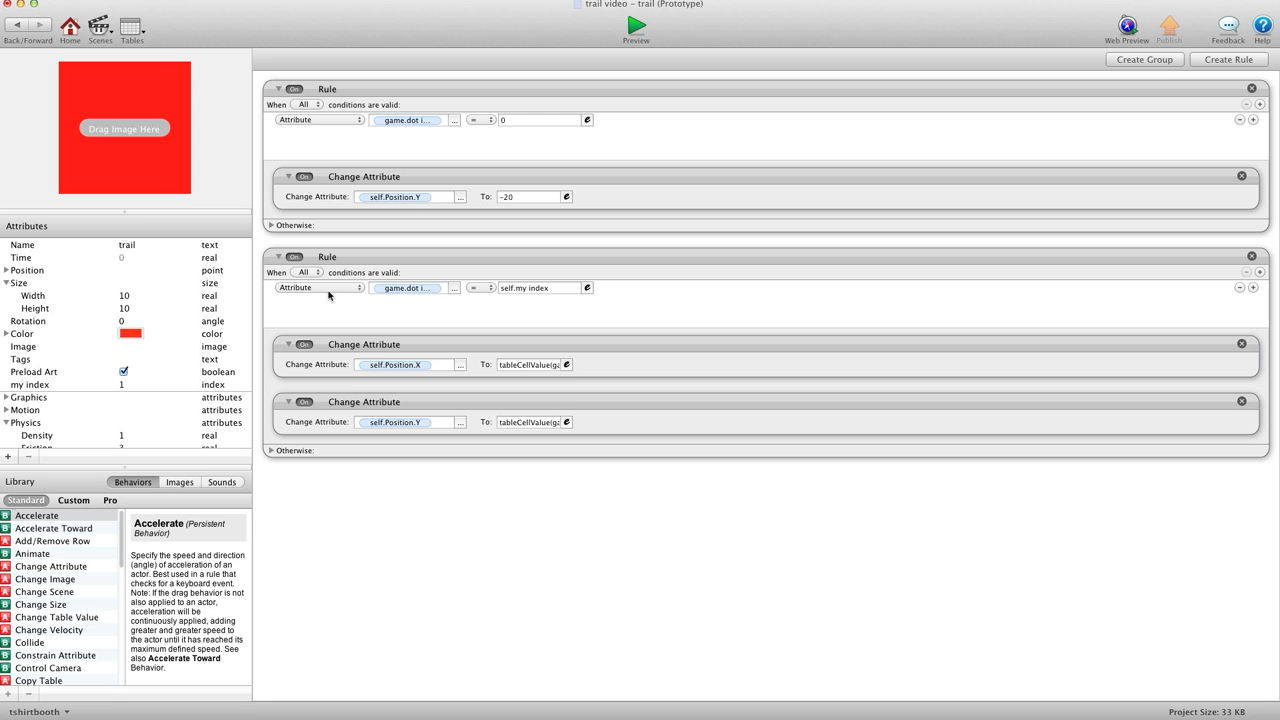 trail video – trail (Prototype)
Back/Forward Home Scenes Tables Preview Web Preview Publish Feedback Help
Create Group Create Rule
Drag Image Here
Attributes
Name trail text
Time 0 real
Position point
Size size
Width 10 real
Height 10 real
Rotation 0 angle
Color color
Image image
Tags text
Preload Art boolean
my index 1 index
Graphics attributes
Motion attributes
Physics attributes
Density 1 real
Library Behaviors Images Sounds
Standard Custom Pro
B Accelerate
B Accelerate Toward
A Add/Remove Row
B Animate
A Change Attribute
A Change Image
A Change Scene
B Change Size
A Change Table Value
A Change Velocity
B Collide
B Constrain Attribute
B Control Camera
A Copy Table
Accelerate (Persistent
Behavior)
Specify the speed and direction
(angle) of acceleration of an
actor. Best used in a rule that
checks for a keyboard event.
Note: If the drag behavior is not
also applied to an actor,
acceleration will be
continuously applied, adding
greater and greater speed to
the actor until it has reached its
maximum defined speed. See
also Accelerate Toward
Behavior.
tshirtbooth
On Rule
When All conditions are valid:
Attribute game.dot i... ... = 0 e
On Change Attribute
Change Attribute: self.Position.Y ... To: -20 e
Otherwise:
On Rule
When All conditions are valid:
Attribute game.dot i... ... = self.my index e
On Change Attribute
Change Attribute: self.Position.X ... To: tableCellValue(ga e
On Change Attribute
Change Attribute: self.Position.Y ... To: tableCellValue(ga e
Otherwise:
Project Size: 33 KB